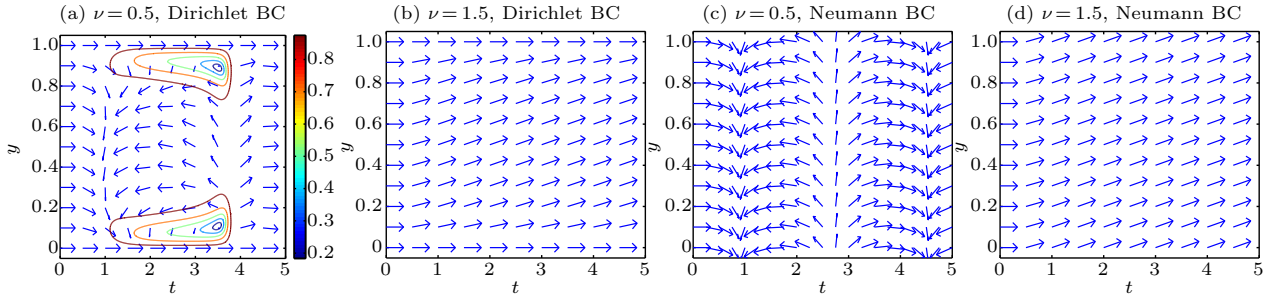 (a) ν = 0.5, Dirichlet BC
(b) ν = 1.5, Dirichlet BC
(c) ν = 0.5, Neumann BC
(d) ν = 1.5, Neumann BC
1.0
0.8
0.6
0.4
0.2
0
y
0 1 2 3 4 5
t
0.8
0.7
0.6
0.5
0.4
0.3
0.2
1.0
0.8
0.6
0.4
0.2
0
y
0 1 2 3 4 5
t
1.0
0.8
0.6
0.4
0.2
0
y
0 1 2 3 4 5
t
1.0
0.8
0.6
0.4
0.2
0
y
0 1 2 3 4 5
t